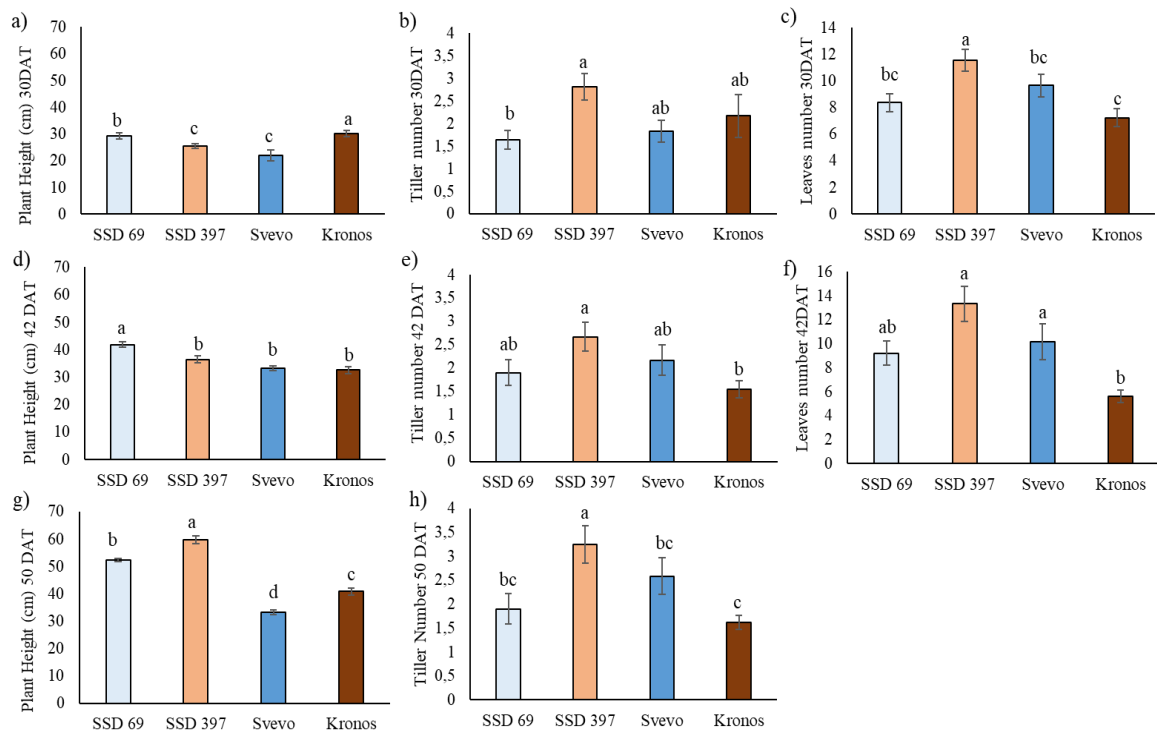 a)
Plant Height (cm) 30DAT
70
60
50
40
30
20
10
0
b
c
c
a
SSD 69 SSD 397 Svevo Kronos
b)
Tiller number 30DAT
4
3,5
3
2,5
2
1,5
1
0,5
0
b
a
ab
ab
SSD 69 SSD 397 Svevo Kronos
c)
Leaves number 30DAT
14
12
10
8
6
4
2
0
bc
a
bc
c
SSD 69 SSD 397 Svevo Kronos
d)
Plant Height (cm) 42 DAT
70
60
50
40
30
20
10
0
a
b
b
b
SSD 69 SSD 397 Svevo Kronos
e)
Tiller number 42 DAT
4
3,5
3
2,5
2
1,5
1
0,5
0
ab
a
ab
b
SSD 69 SSD 397 Svevo Kronos
f)
Leaves number 42DAT
16
14
12
10
8
6
4
2
0
ab
a
a
b
SSD 69 SSD 397 Svevo Kronos
g)
Plant Height (cm) 50 DAT
70
60
50
40
30
20
10
0
b
a
d
c
SSD 69 SSD 397 Svevo Kronos
h)
Tiller Number 50 DAT
4
3,5
3
2,5
2
1,5
1
0,5
0
bc
a
bc
c
SSD 69 SSD 397 Svevo Kronos